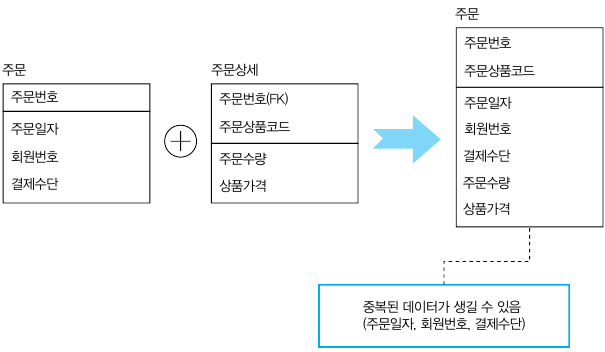 주문
주문번호
주문일자
회원번호
결제수단
주문상세
주문번호(FK)
주문상품코드
주문수량
상품가격
주문
주문번호
주문상품코드
주문일자
회원번호
결제수단
주문수량
상품가격
중복된 데이터가 생길 수 있음
(주문일자, 회원번호, 결제수단)